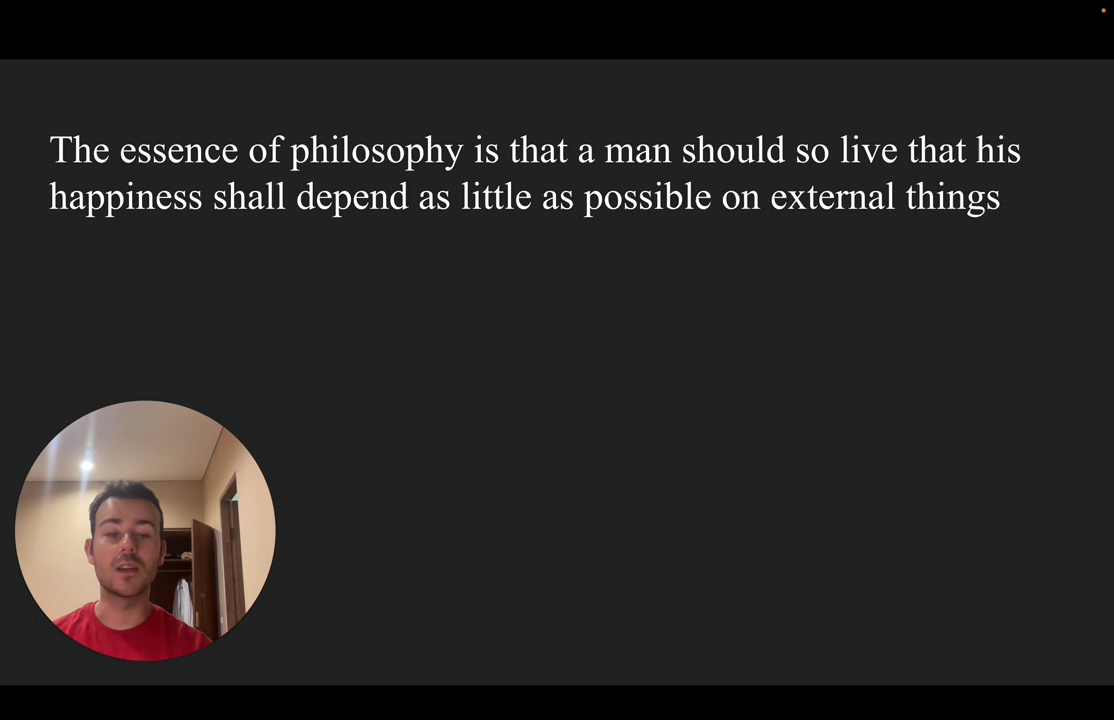 The essence of philosophy is that a man should so live that his
happiness shall depend as little as possible on external things